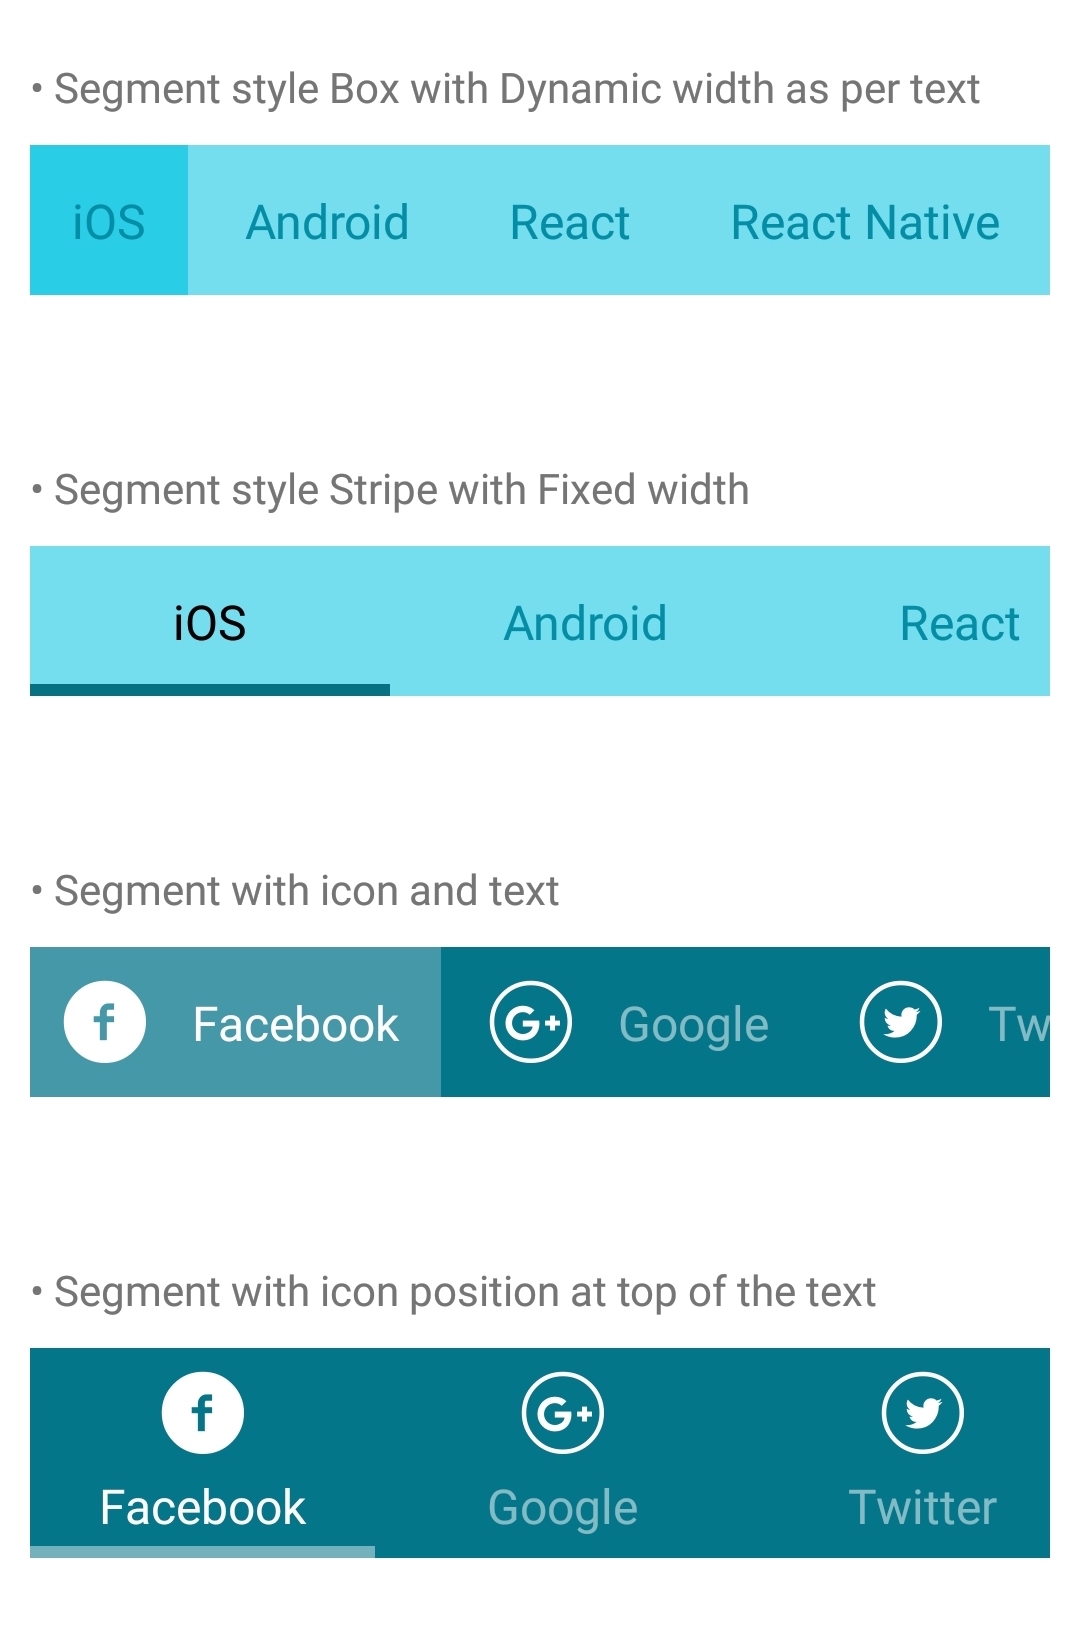 • Segment style Box with Dynamic width as per text
iOS Android React React Native
• Segment style Stripe with Fixed width
iOS Android React
• Segment with icon and text
f Facebook G+ Google Tw
• Segment with icon position at top of the text
f G+
Facebook Google Twitter